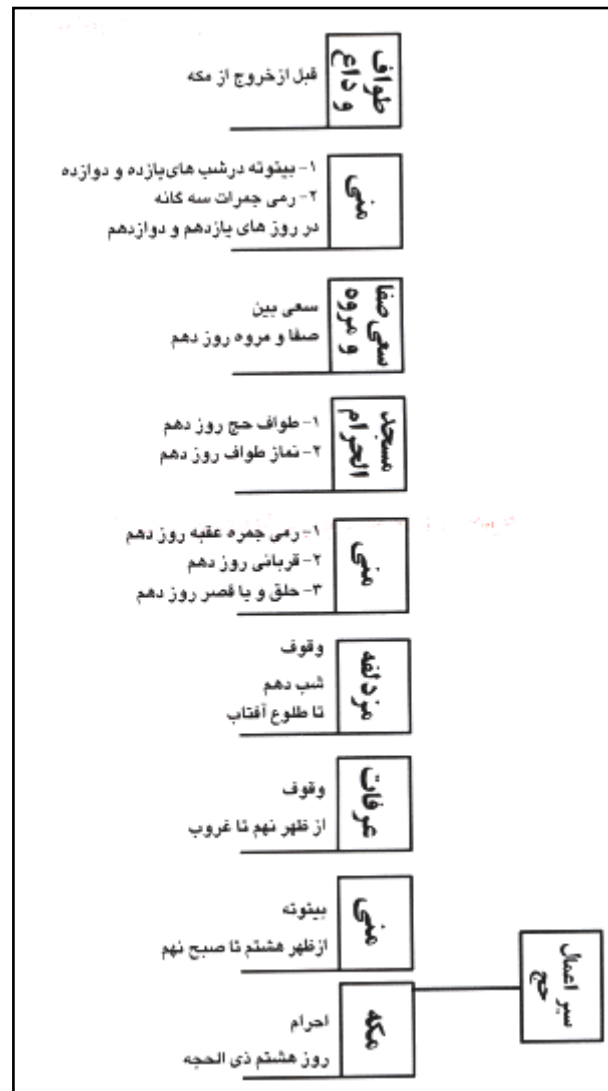 طواف
و داع
قبل از خروج از مکه
منی
۱- بیتوته درشب های یازده و دوازده
۲- رمی جمرات سه گانه
در روز های یازدهم و دوازدهم
سعی صفا
و مروه
سعی بین
صفا و مروه روز دهم
مسجد
الحرام
۱- طواف حج روز دهم
۲- نماز طواف روز دهم
منی
۱- رمی جمره عقبه روز دهم
۲- قربانی روز دهم
۳- حلق و یا قصر روز دهم
مزدلفه
وقوف
شب دهم
تا طلوع آفتاب
عرفات
وقوف
از ظهر نهم تا غروب
منی
بیتوته
ازظهر هشتم تا صبح نهم
سیر اعمال
حج
مکه
احرام
روز هشتم ذی الحجه